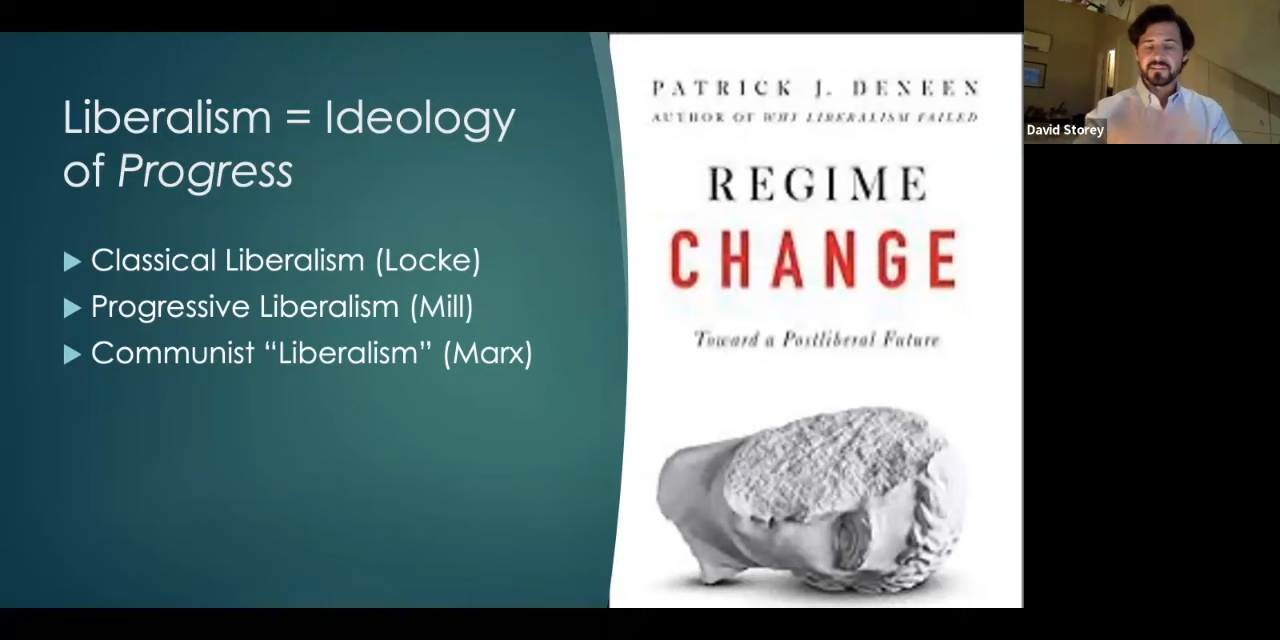 Liberalism = Ideology
of Progress
Classical Liberalism (Locke)
Progressive Liberalism (Mill)
Communist “Liberalism” (Marx)
PATRICK J. DENEEN
AUTHOR OF WHY LIBERALISM FAILED
REGIME
CHANGE
Toward a Postliberal Future
David Storey